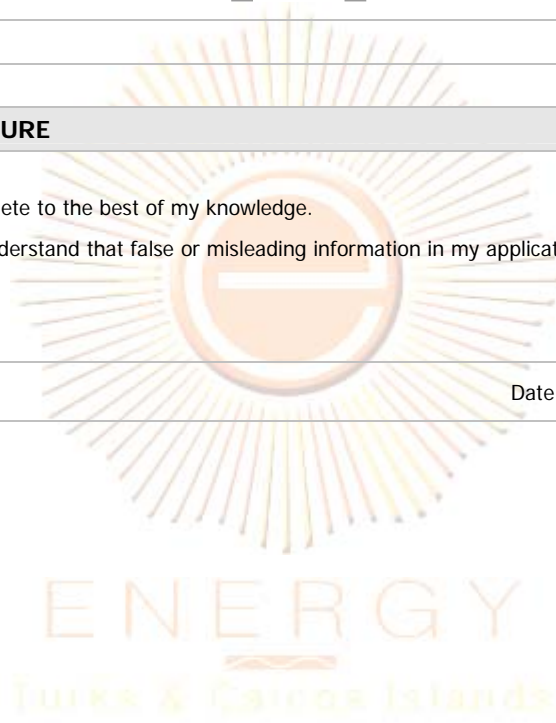 URE
ete to the best of my knowledge.
derstand that false or misleading information in my applicat
Date
e
ENERGY
Turks & Caicos Islands